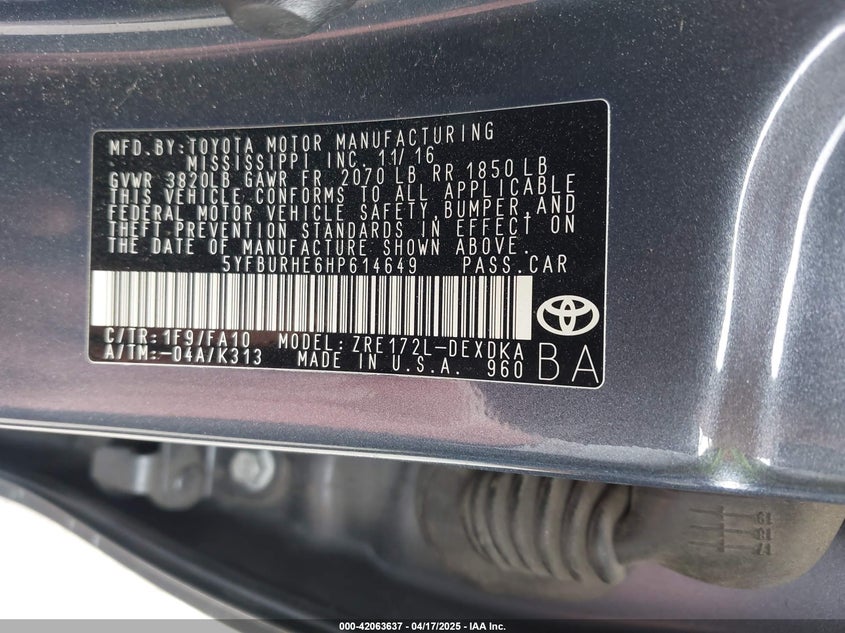 MFD.BY:TOYOTA MOTOR MANUFACTURING
MISSISSIPPI INC. 11/16
GVWR 3820LB GAWR FR 2070 LB RR 1850 LB
THIS VEHICLE CONFORMS TO ALL APPLICABLE
FEDERAL MOTOR VEHICLE SAFETY,BUMPER,AND
THEFT.PREVENTION STANDARDS IN EFFECT ON
THE DATE OF MANUFACTURE SHOWN ABOVE.
5YFBURHE6HP614649 PASS.CAR
C/TR:1F9/FA10 MODEL:ZRE172L-DEXDKA
A/TM:-04A/K313 MADE IN U.S.A. 960 BA
000-42063637 - 04/17/2025 - IAA Inc.